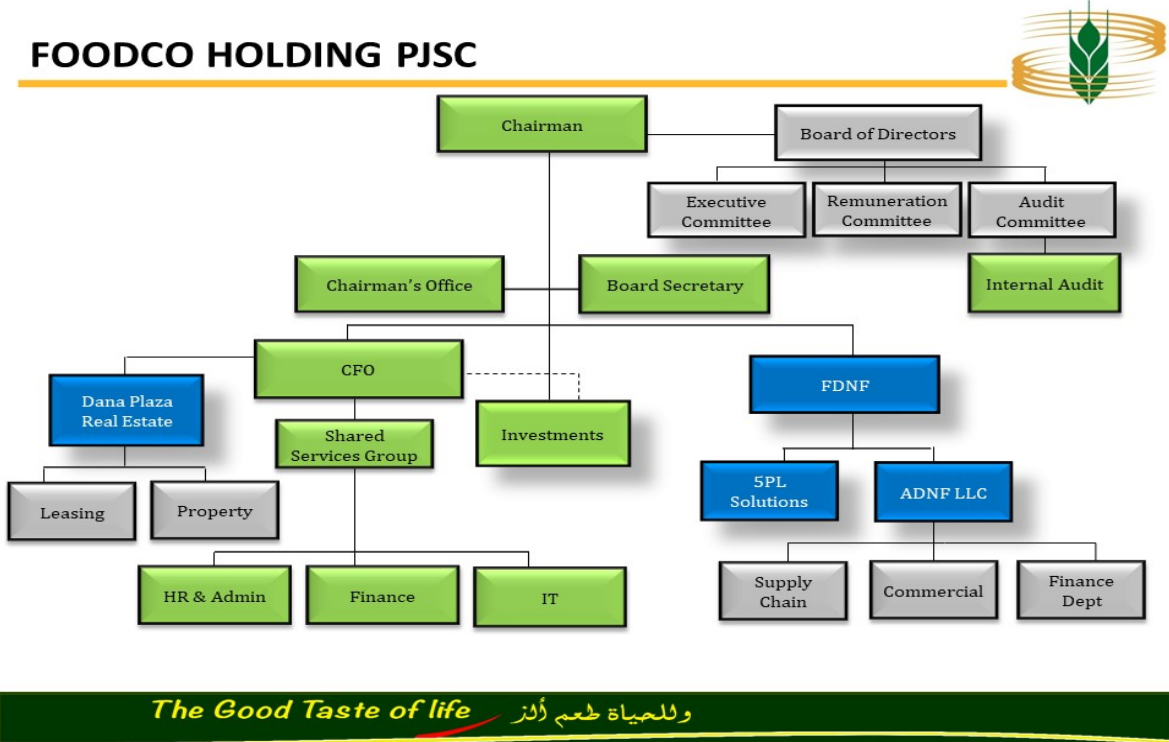 FOODCO HOLDING PJSC
Chairman
Board of Directors
Executive
Committee
Remuneration
Committee
Audit
Committee
Chairman's Office
Board Secretary
Internal Audit
CFO
FDNF
Dana Plaza
Real Estate
Shared
Services Group
Investments
5PL
Solutions
ADNF LLC
Leasing
Property
HR & Admin
Finance
IT
Supply
Chain
Commercial
Finance
Dept
The Good Taste of life
وللحياة طعم ألذ